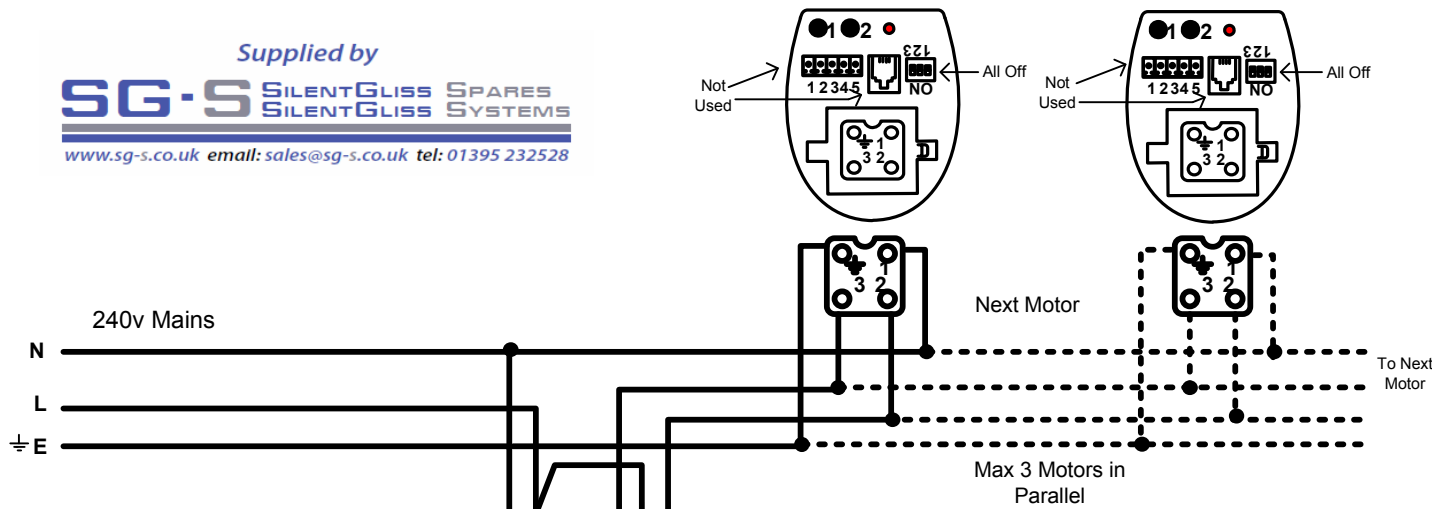 Supplied by
SG-S SILENTGLISS SPARES
SILENTGLISS SYSTEMS
www.sg-s.co.uk email: sales@sg-s.co.uk tel: 01395 232528
1 2
123
Not
Used
1 2 3 4 5
NO
All Off
1
3 2
1 2
123
Not
Used
1 2 3 4 5
NO
All Off
1
3 2
1
3 2
1
3 2
240v Mains
Next Motor
N
To Next
Motor
L
E
Max 3 Motors in
Parallel